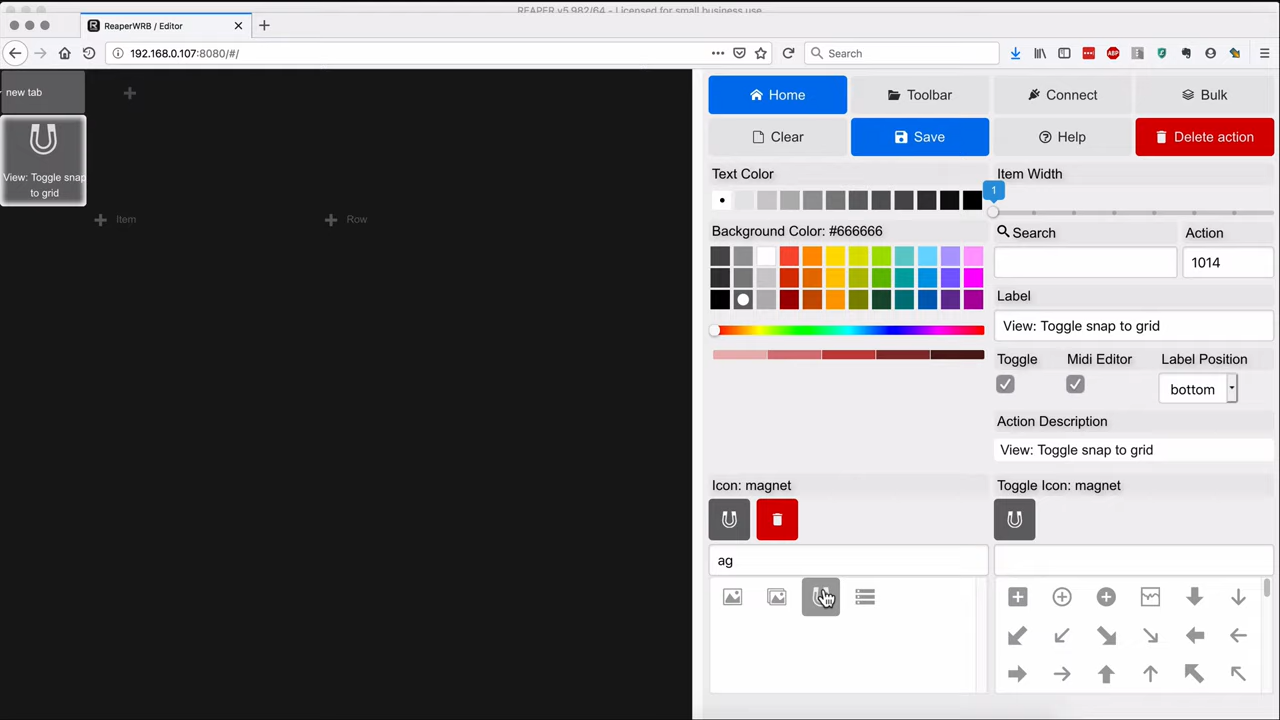 REAPER v5.982/64 - Licensed for small business use
ReaperWRB / Editor
192.168.0.107:8080/#/
Search
new tab
View: Toggle snap
to grid
Item
Row
Home
Toolbar
Connect
Bulk
Clear
Save
Help
Delete action
Text Color
Item Width
1
Background Color: #666666
Search
Action
1014
Label
View: Toggle snap to grid
Toggle
Midi Editor
Label Position
bottom
Action Description
View: Toggle snap to grid
Icon: magnet
Toggle Icon: magnet
ag